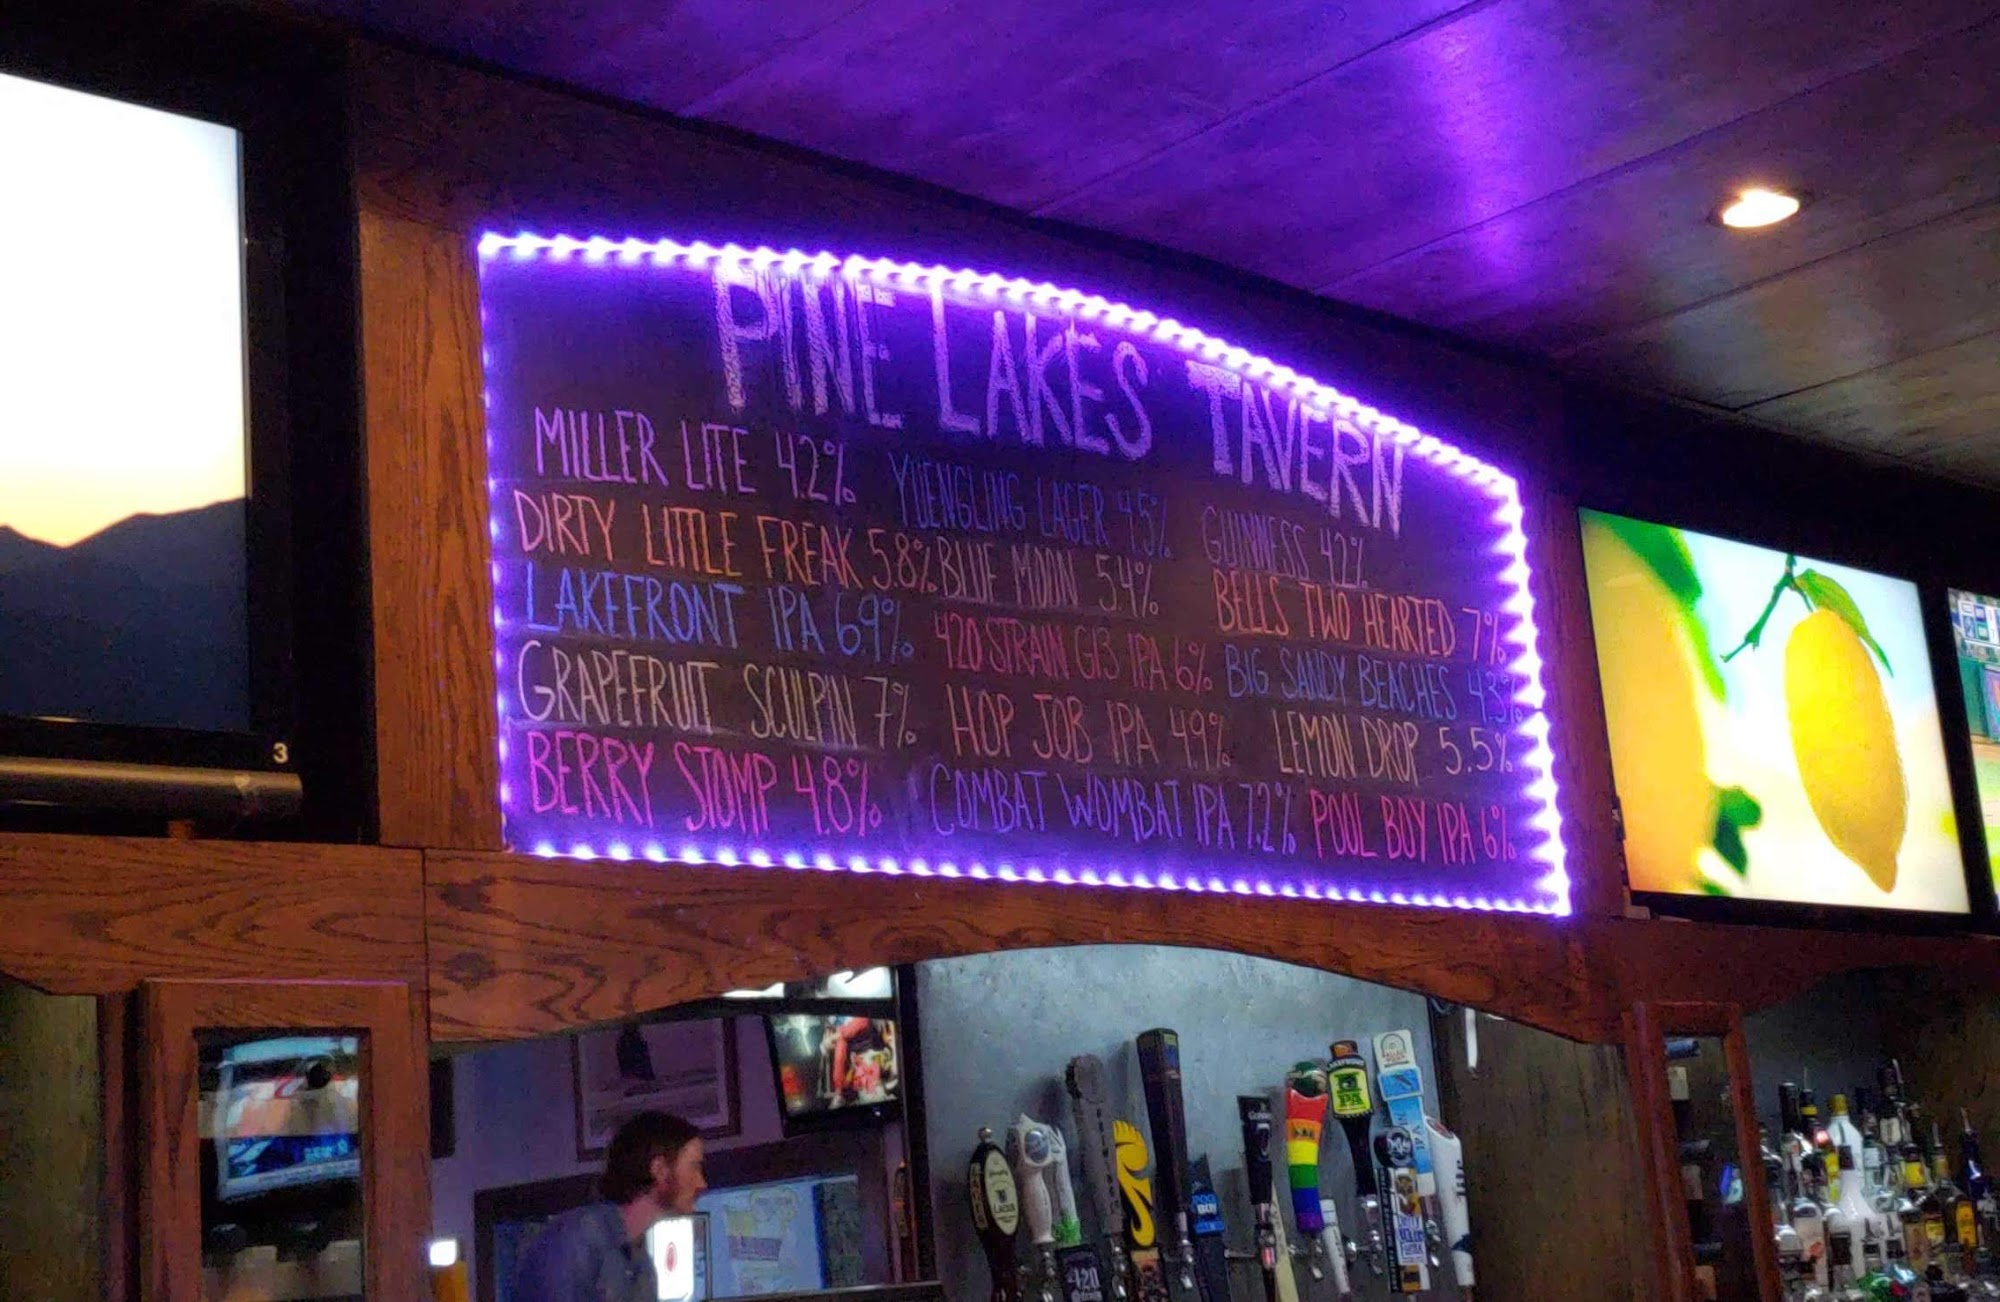 PINE LAKES TAVERN
MILLER LITE 4.2% YUENGLING LAGER 4.5% GUINNESS 4.2%
DIRTY LITTLE FREAK 5.8% BLUE MOON 5.4% BELLS TWO HEARTED 7%
LAKEFRONT IPA 6.9% 420 STRAIN G13 IPA 6% BIG SANDY BEACHES 4.3%
GRAPEFRUIT SCULPIN 7% HOP JOB IPA 4.9% LEMON DROP 5.5%
BERRY STOMP 4.8% COMBAT WOMBAT IPA 7.2% POOL BOY IPA 6%
3